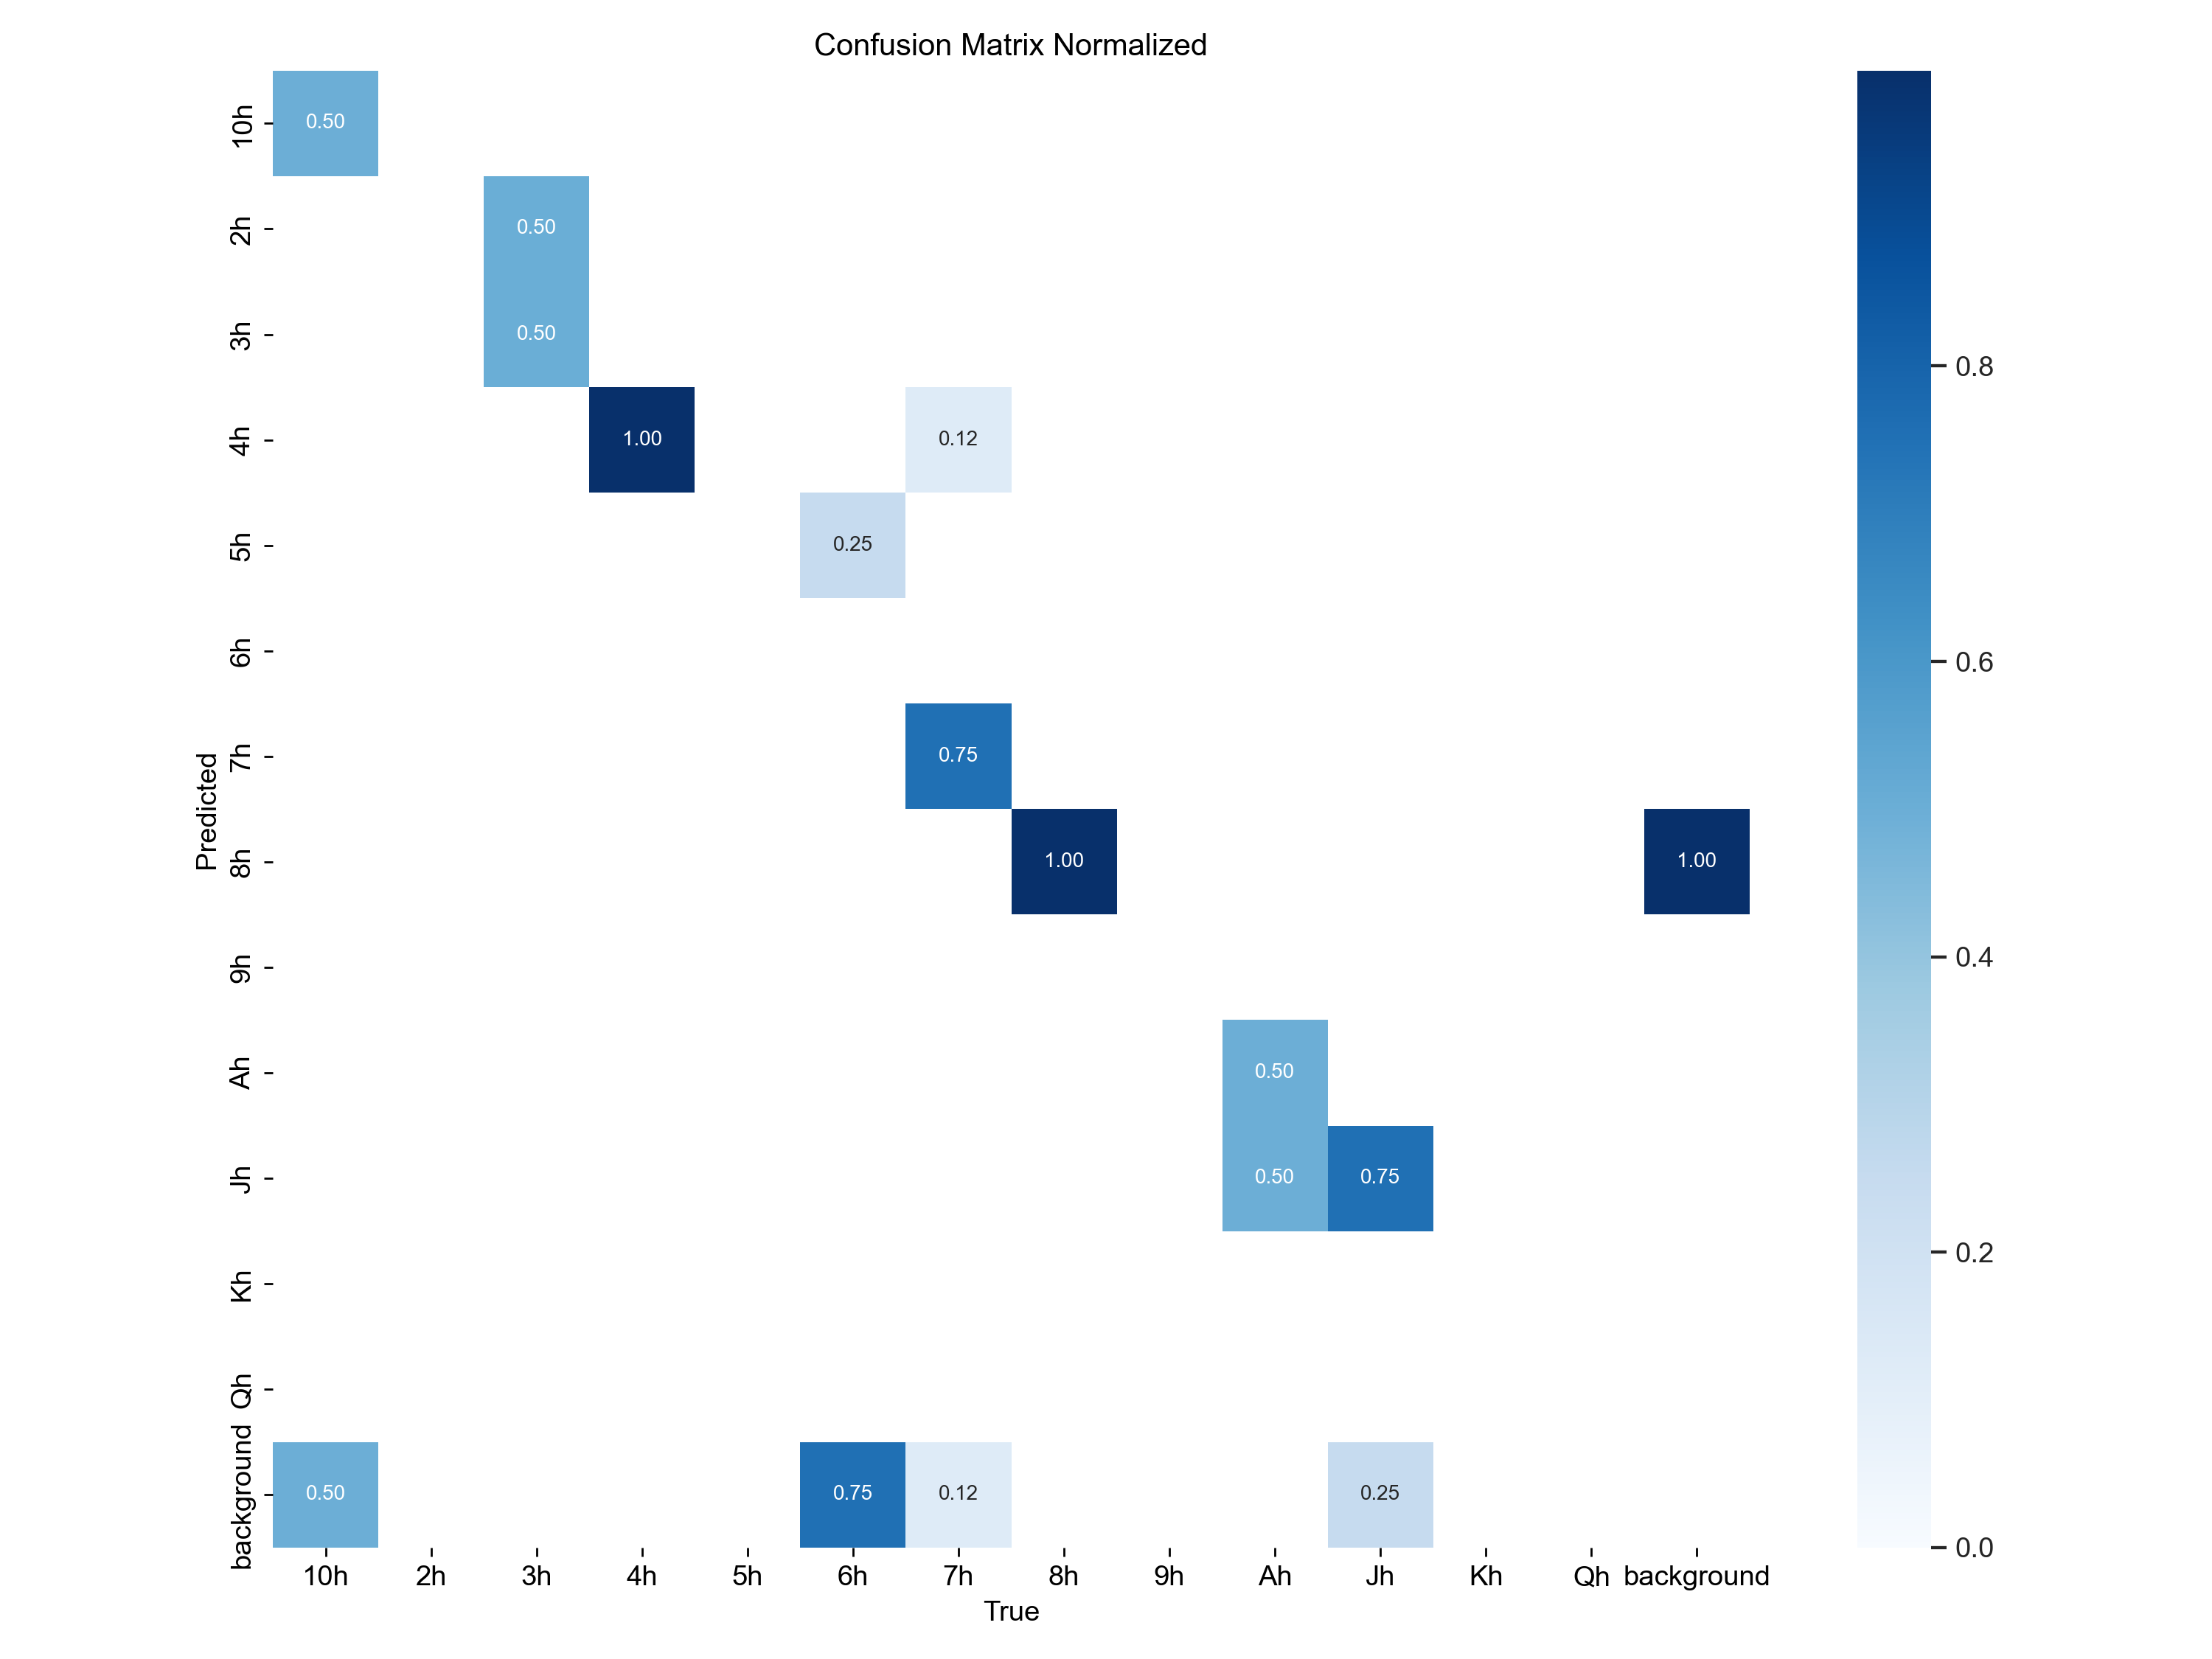 Confusion Matrix Normalized
10h
0.50
2h
0.50
3h
0.50
4h
1.00
0.12
5h
0.25
6h
7h
0.75
8h
1.00
1.00
9h
Ah
0.50
Jh
0.50
0.75
Kh
Qh
background
0.50
0.75
0.12
0.25
Predicted
10h 2h 3h 4h 5h 6h 7h 8h 9h Ah Jh Kh Qh background
True
0.8
0.6
0.4
0.2
0.0